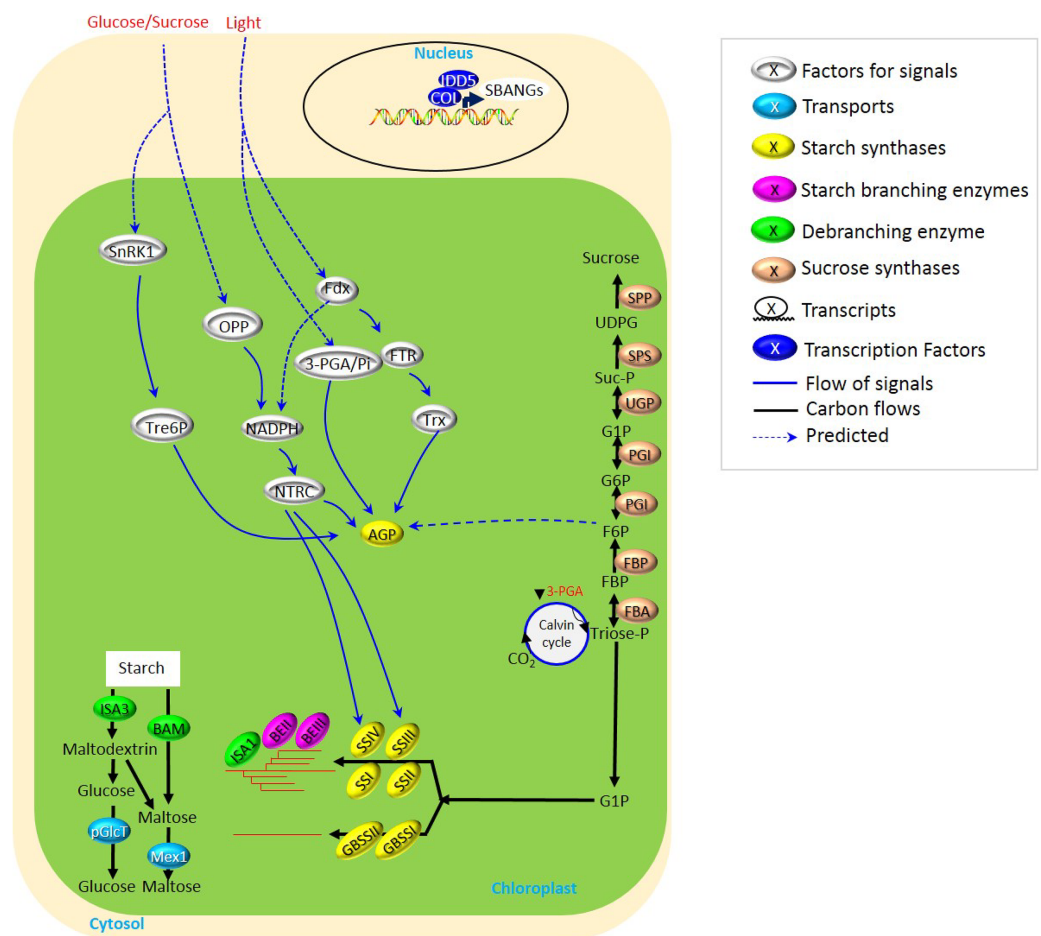 Glucose/Sucrose Light
Nucleus
IDD5
COL
SBANGs
SnRK1
OPP
Fdx
3-PGA/Pi
FTR
Tre6P
NADPH
Trx
NTRC
AGP
Sucrose
SPP
UDPG
SPS
Suc-P
UGP
G1P
PGI
G6P
PGI
F6P
FBP
FBP
FBA
3-PGA
Calvin
cycle
Triose-P
CO2
G1P
Starch
ISA3
BAM
Maltodextrin
Glucose
Maltose
pGlcT
Mex1
Glucose Maltose
ISA1
BEII
BEIII
SSIV
SSIII
SSI
SSII
GBSSII
GBSSI
Chloroplast
Cytosol
X Factors for signals
X Transports
X Starch synthases
X Starch branching enzymes
X Debranching enzyme
X Sucrose synthases
X Transcripts
X Transcription Factors
Flow of signals
Carbon flows
Predicted